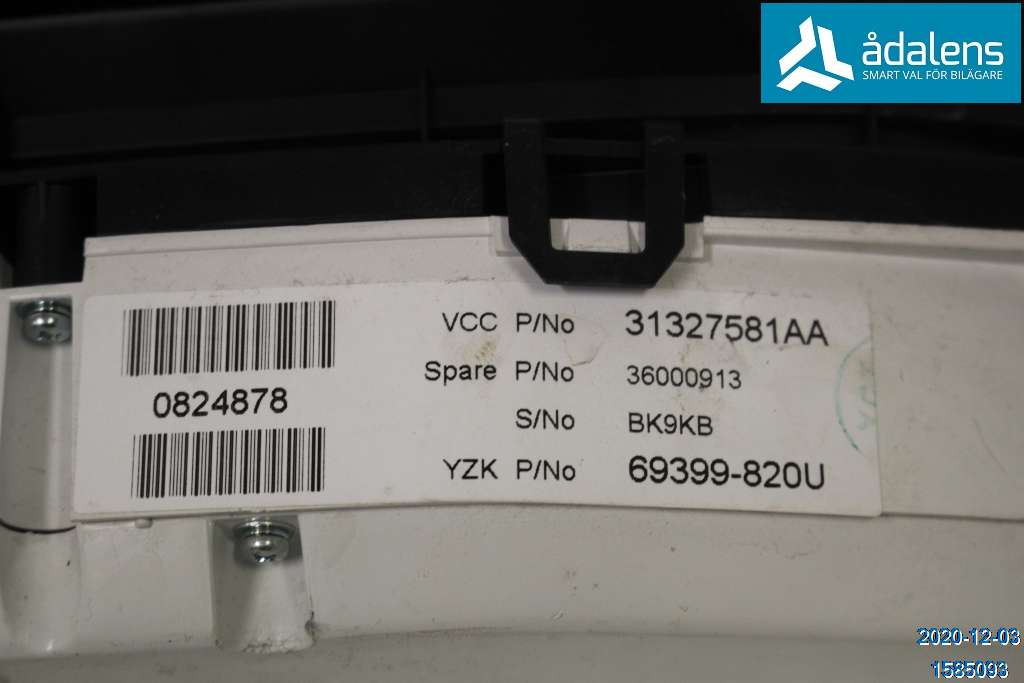 ådalens
SMART VAL FÖR BILÄGARE
VCC P/No 31327581AA
Spare P/No 36000913
0824878
S/No BK9KB
YZK P/No 69399-820U
2020-12-03
1585093